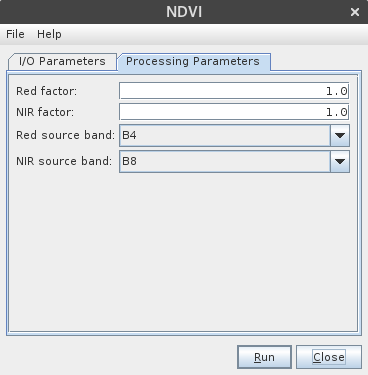 NDVI
File Help
I/O Parameters Processing Parameters
Red factor: 1.0
NIR factor: 1.0
Red source band: B4
NIR source band: B8
Run Close